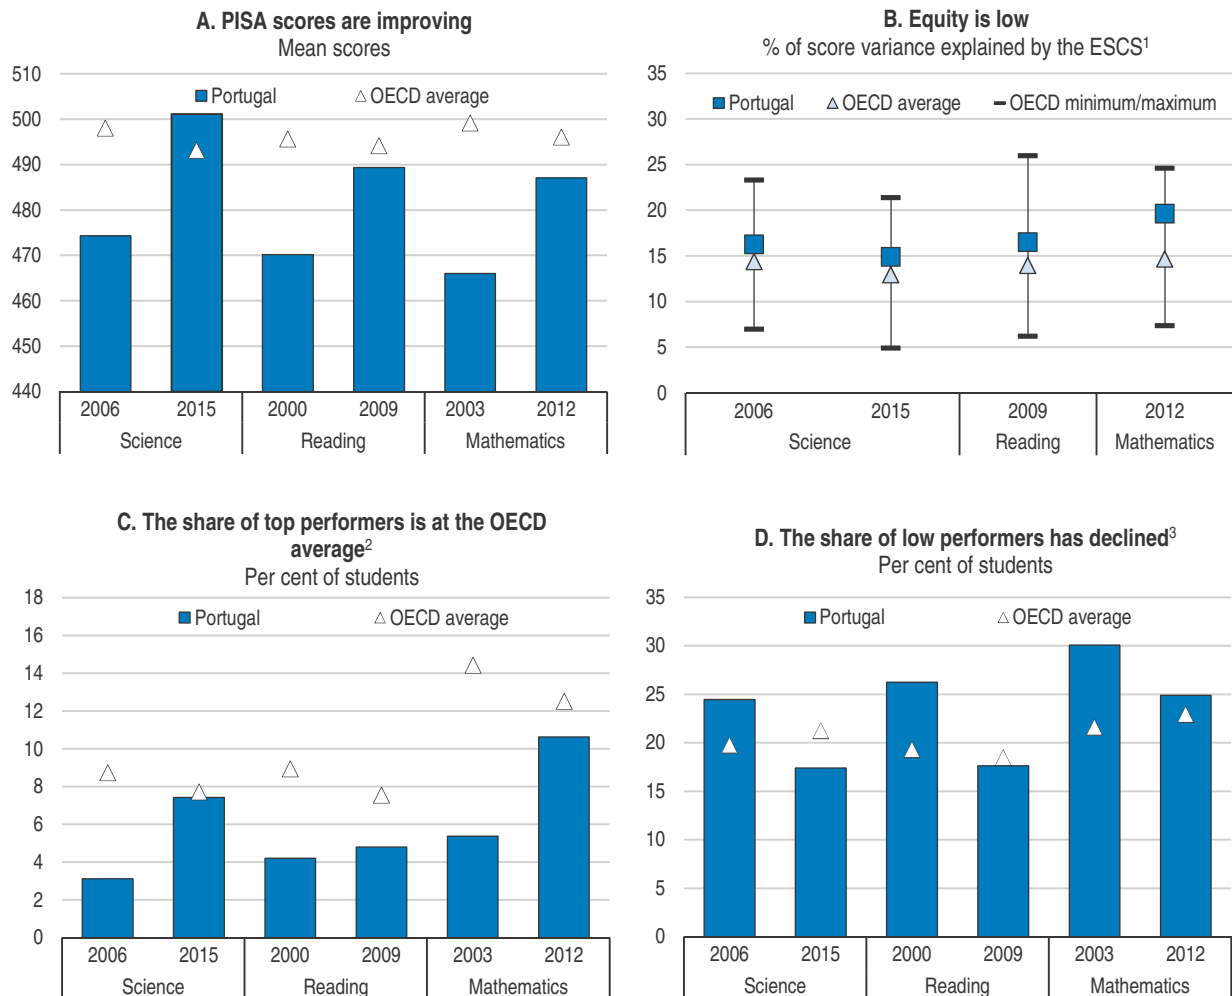 A. PISA scores are improving
Mean scores
510
500
490
480
470
460
450
440
Portugal
OECD average
2006
2015
2000
2009
2003
2012
Science
Reading
Mathematics
B. Equity is low
% of score variance explained by the ESCS¹
35
30
25
20
15
10
5
0
Portugal
OECD average
OECD minimum/maximum
2006
2015
2009
2012
Science
Reading
Mathematics
C. The share of top performers is at the OECD
average²
Per cent of students
18
16
14
12
10
8
6
4
2
0
Portugal
OECD average
2006
2015
2000
2009
2003
2012
Science
Reading
Mathematics
D. The share of low performers has declined³
Per cent of students
35
30
25
20
15
10
5
0
Portugal
OECD average
2006
2015
2000
2009
2003
2012
Science
Reading
Mathematics